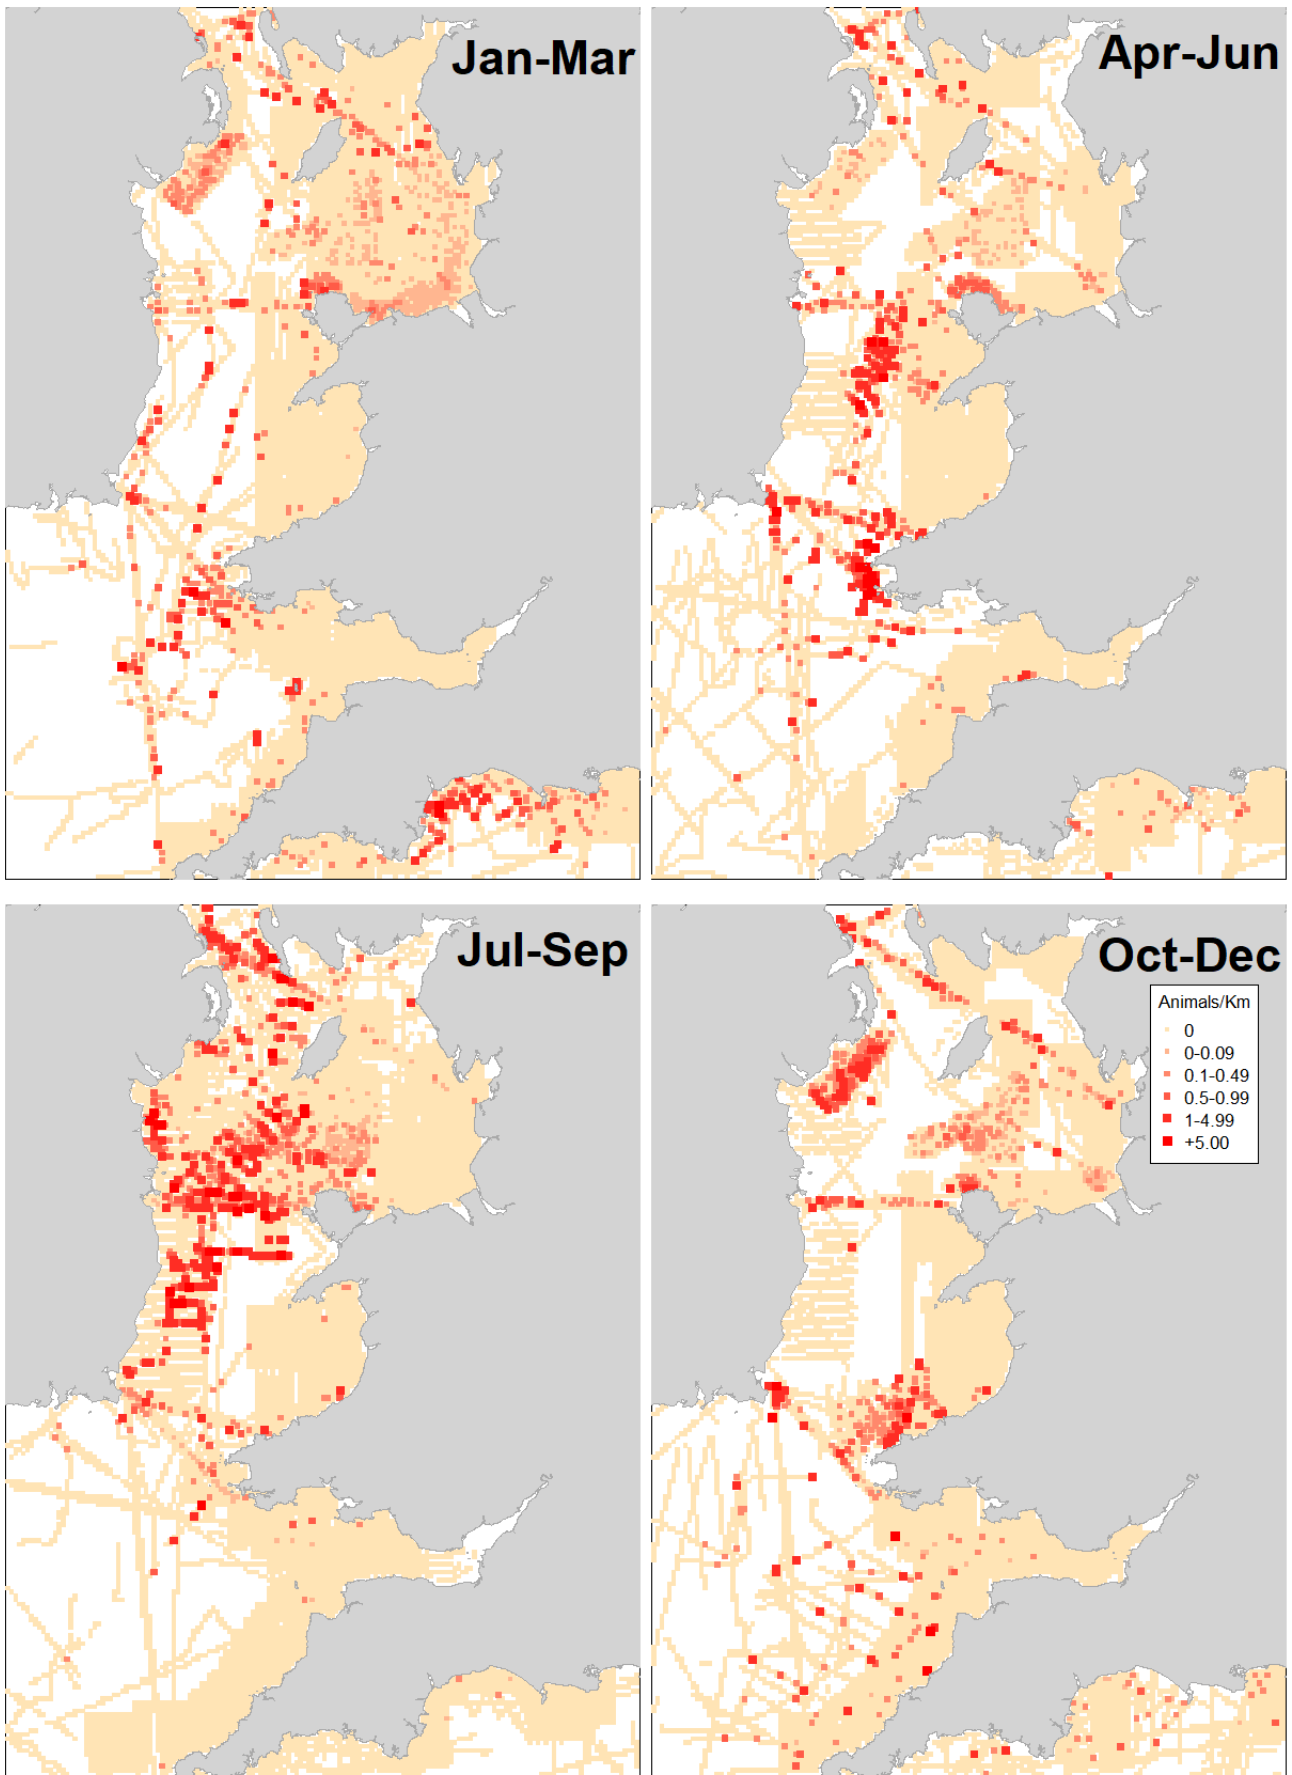 Jan-Mar
Apr-Jun
Jul-Sep
Oct-Dec
Animals/Km
0
0-0.09
0.1-0.49
0.5-0.99
1-4.99
+5.00